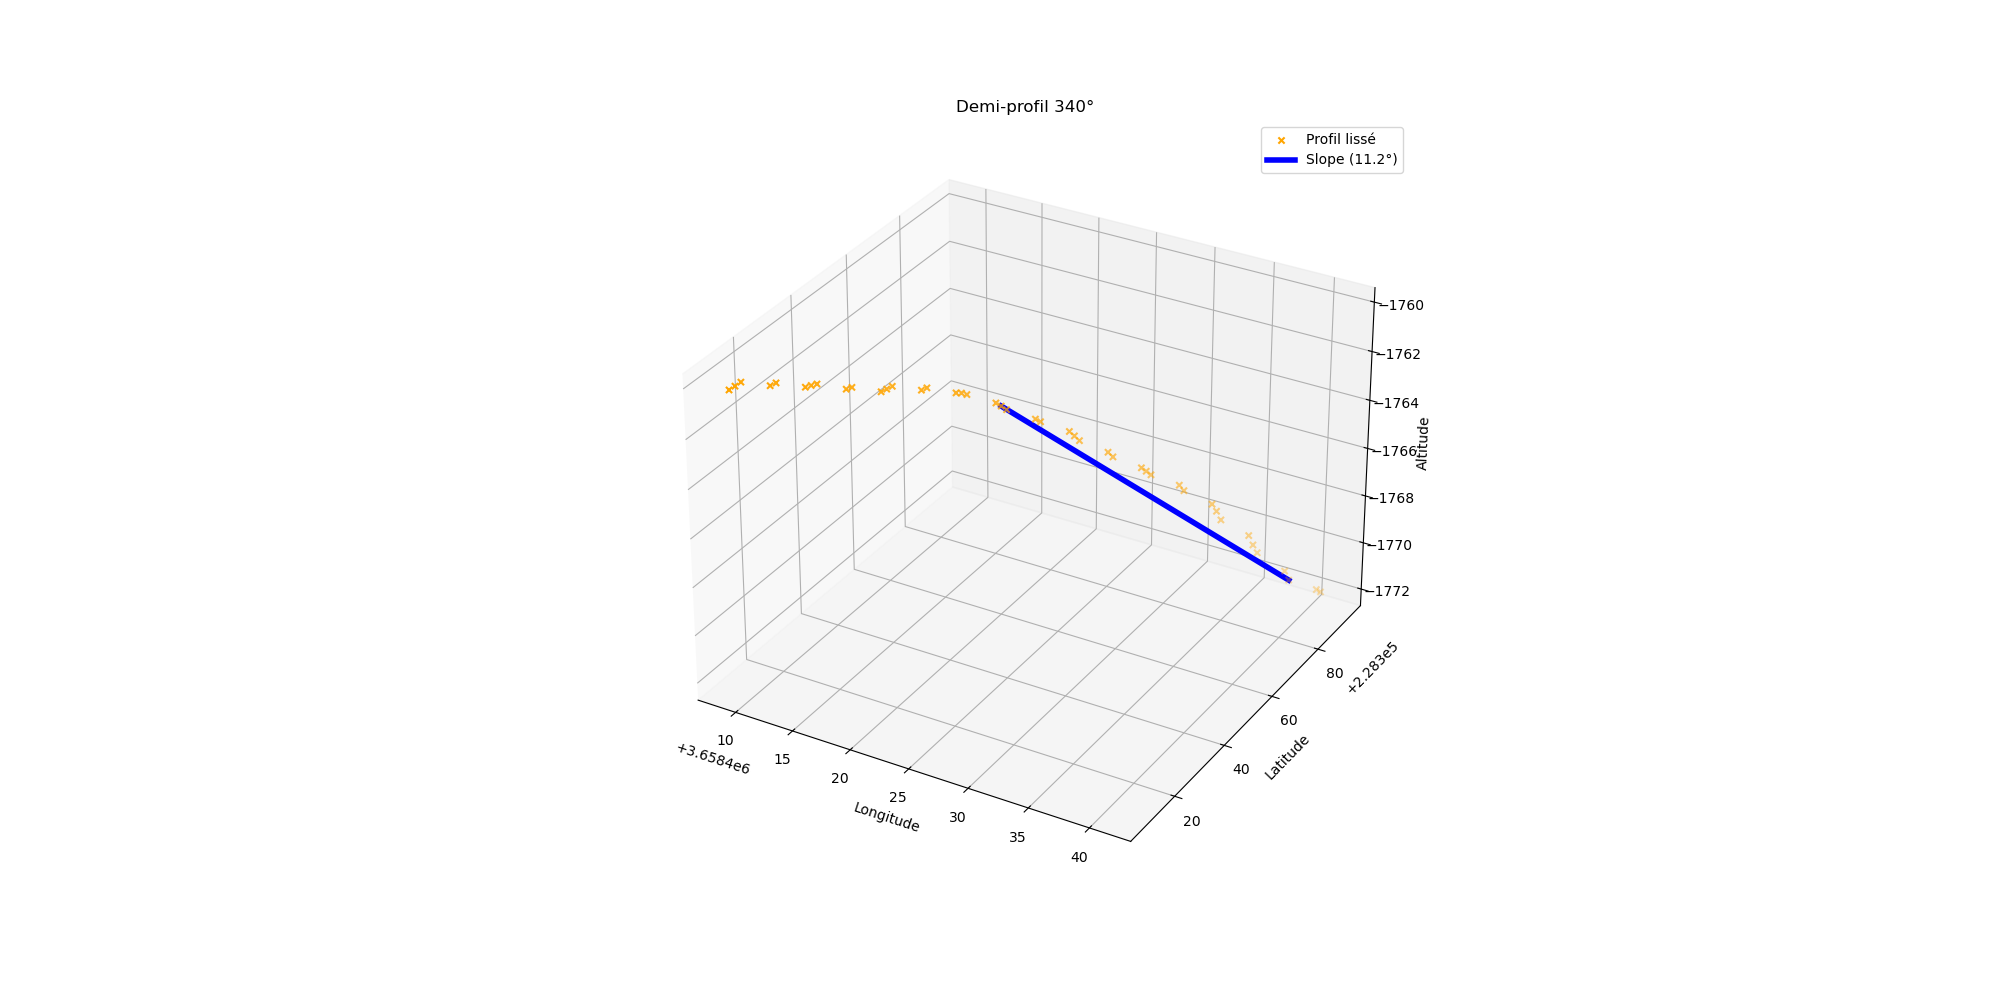 Demi-profil 340°
Profil lissé
Slope (11.2°)
−1760
−1762
−1764
−1766
−1768
−1770
−1772
Altitude
+2.283e5
80
60
40
20
Latitude
10
15
20
25
30
35
40
+3.6584e6
Longitude